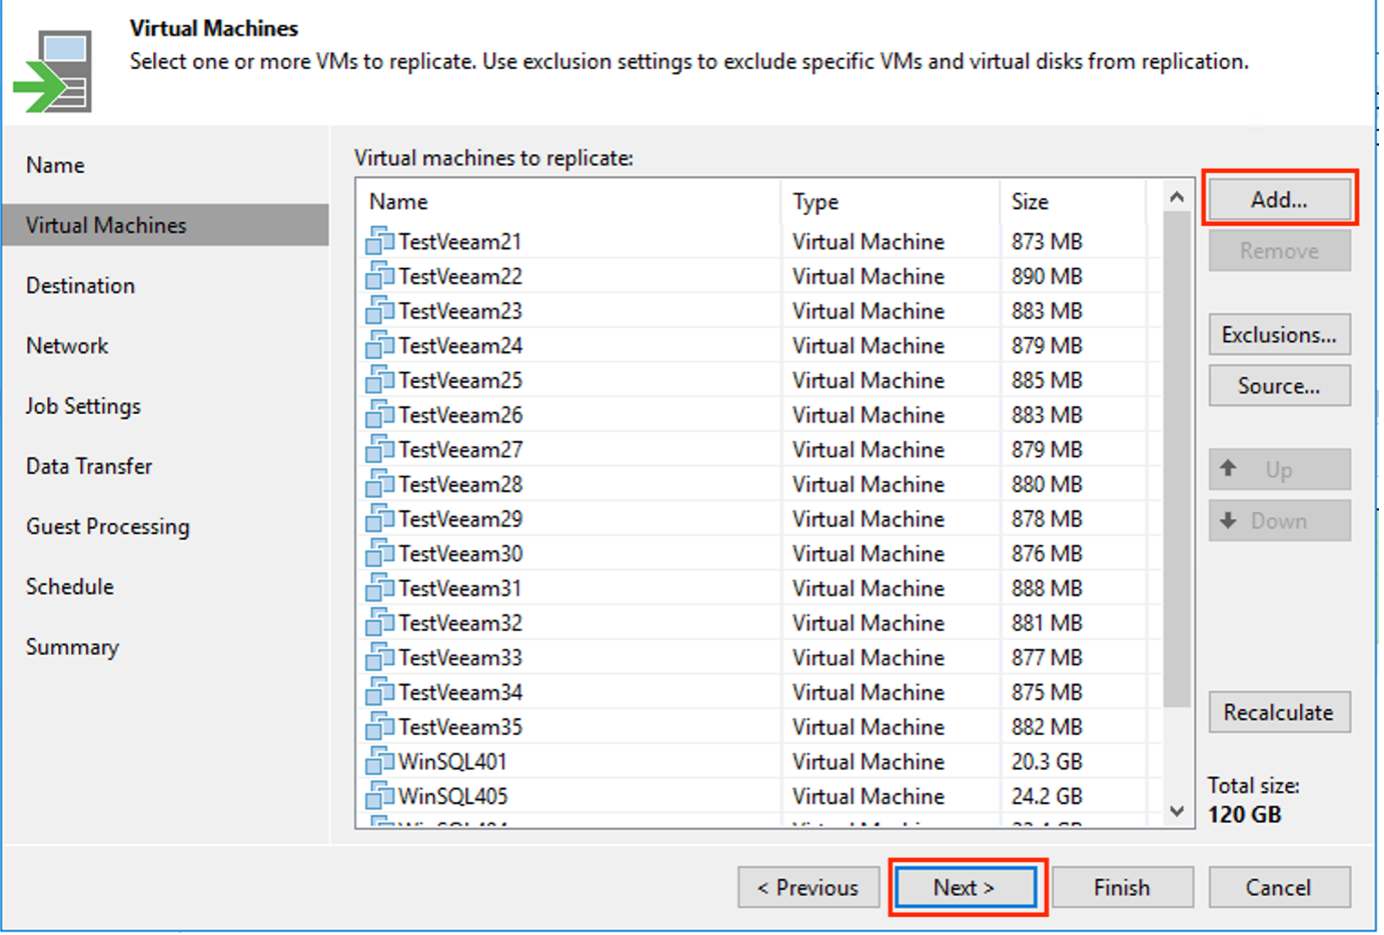 Virtual Machines
Select one or more VMs to replicate. Use exclusion settings to exclude specific VMs and virtual disks from replication.
Name
Virtual Machines
Destination
Network
Job Settings
Data Transfer
Guest Processing
Schedule
Summary
Virtual machines to replicate:
Name Type Size
TestVeeam21 Virtual Machine 873 MB
TestVeeam22 Virtual Machine 890 MB
TestVeeam23 Virtual Machine 883 MB
TestVeeam24 Virtual Machine 879 MB
TestVeeam25 Virtual Machine 885 MB
TestVeeam26 Virtual Machine 883 MB
TestVeeam27 Virtual Machine 879 MB
TestVeeam28 Virtual Machine 880 MB
TestVeeam29 Virtual Machine 878 MB
TestVeeam30 Virtual Machine 876 MB
TestVeeam31 Virtual Machine 888 MB
TestVeeam32 Virtual Machine 881 MB
TestVeeam33 Virtual Machine 877 MB
TestVeeam34 Virtual Machine 875 MB
TestVeeam35 Virtual Machine 882 MB
WinSQL401 Virtual Machine 20.3 GB
WinSQL405 Virtual Machine 24.2 GB
Add...
Remove
Exclusions...
Source...
Up
Down
Recalculate
Total size:
120 GB
< Previous
Next >
Finish
Cancel